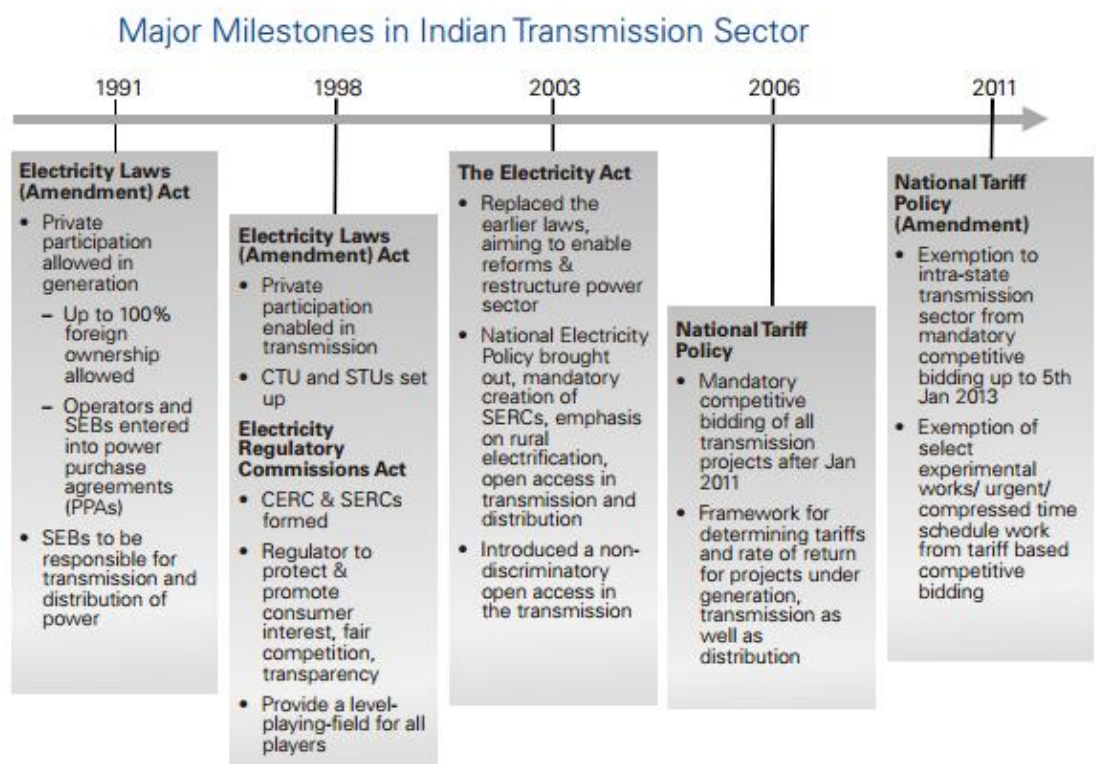 Major Milestones in Indian Transmission Sector
1991
1998
2003
2006
2011
Electricity Laws
(Amendment) Act
• Private
participation
allowed in
generation
– Up to 100%
foreign
ownership
allowed
– Operators and
SEBs entered
into power
purchase
agreements
(PPAs)
• SEBs to be
responsible for
transmission and
distribution of
power
Electricity Laws
(Amendment) Act
• Private
participation
enabled in
transmission
• CTU and STUs set
up
Electricity
Regulatory
Commissions Act
• CERC & SERCs
formed
• Regulator to
protect &
promote
consumer
interest, fair
competition,
transparency
• Provide a level-
playing-field for all
players
The Electricity Act
• Replaced the
earlier laws,
aiming to enable
reforms &
restructure power
sector
• National Electricity
Policy brought
out, mandatory
creation of
SERCs, emphasis
on rural
electrification,
open access in
transmission and
distribution
• Introduced a non-
discriminatory
open access in
the transmission
National Tariff
Policy
• Mandatory
competitive
bidding of all
transmission
projects after Jan
2011
• Framework for
determining tariffs
and rate of return
for projects under
generation,
transmission as
well as
distribution
National Tariff
Policy
(Amendment)
• Exemption to
intra-state
transmission
sector from
mandatory
competitive
bidding up to 5th
Jan 2013
• Exemption of
select
experimental
works/ urgent/
compressed time
schedule work
from tariff based
competitive
bidding